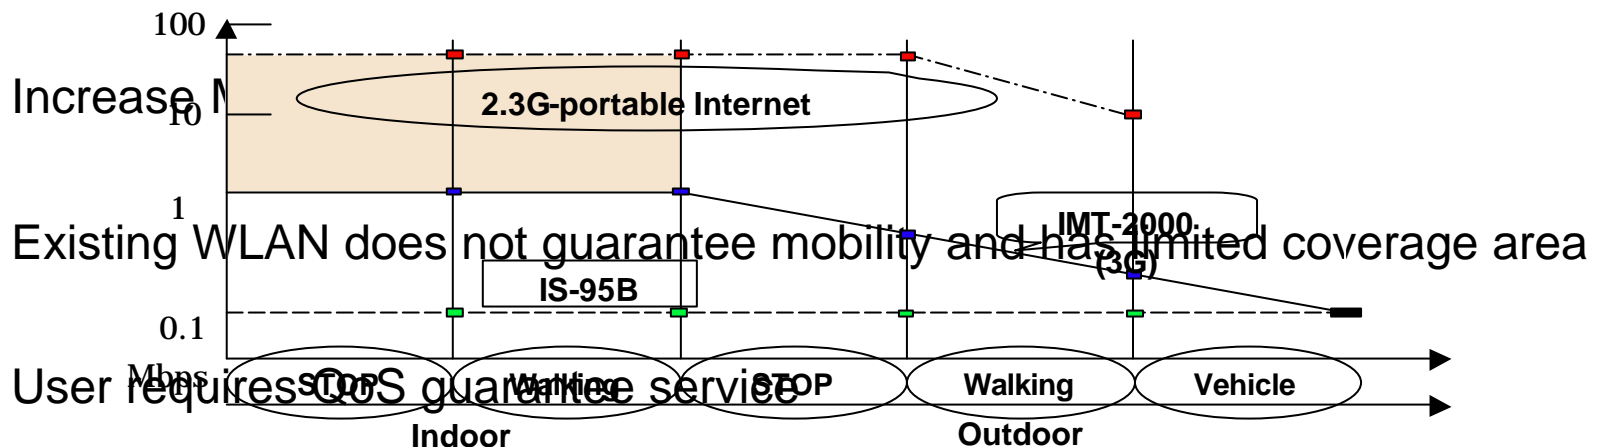 100
Increase
10
2.3G-portable Internet
1
IMT-2000
Existing WLAN does not guarantee mobility and has limited coverage area
(3G)
IS-95B
0.1
Mbps
User requires QoS guarantee service
STOP
Walking
STOP
Walking
Vehicle
Indoor
Outdoor